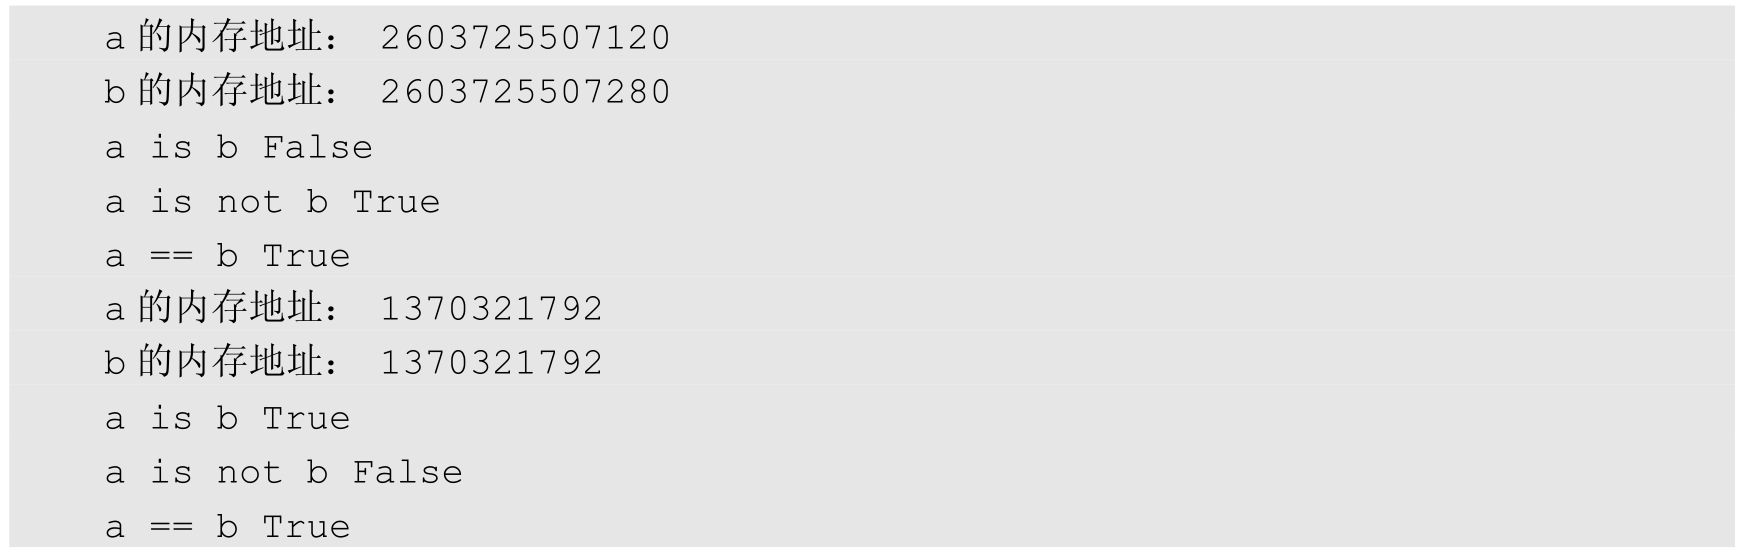 a 的内存地址： 2603725507120
b 的内存地址： 2603725507280
a is b False
a is not b True
a == b True
a 的内存地址： 1370321792
b 的内存地址： 1370321792
a is b True
a is not b False
a == b True